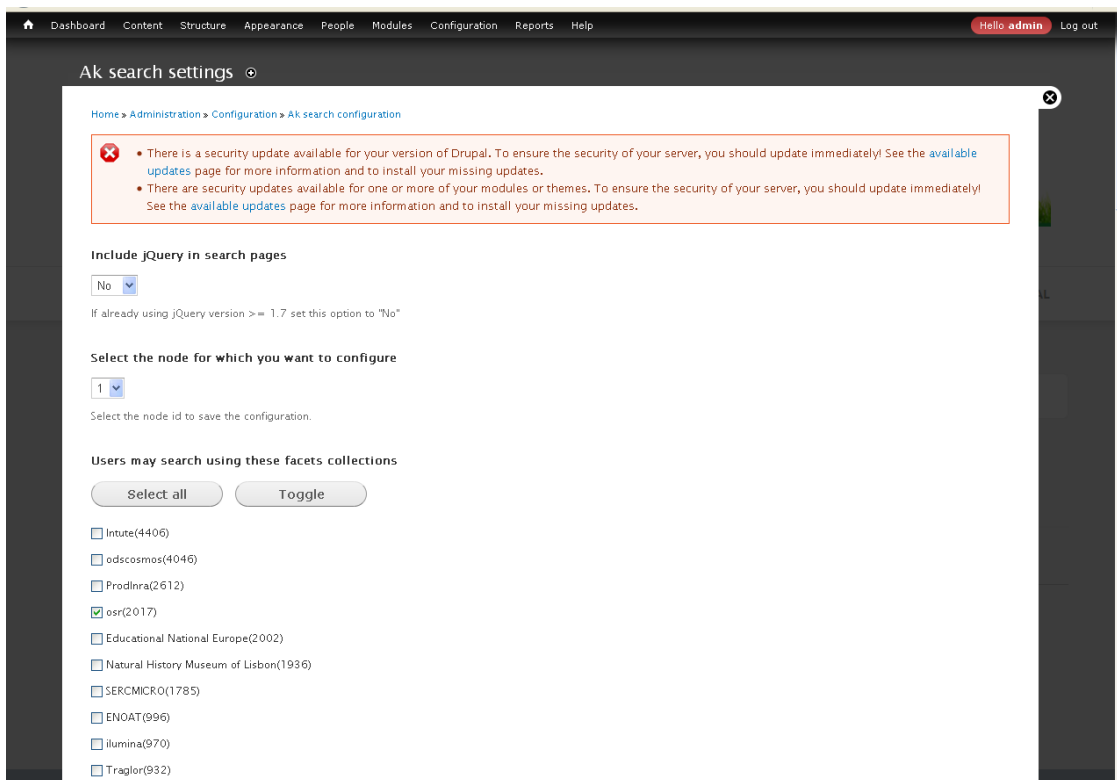 Dashboard Content Structure Appearance People Modules Configuration Reports Help Hello admin Log out
Ak search settings
Home » Administration » Configuration » Ak search configuration
• There is a security update available for your version of Drupal. To ensure the security of your server, you should update immediately! See the available
updates page for more information and to install your missing updates.
• There are security updates available for one or more of your modules or themes. To ensure the security of your server, you should update immediately!
See the available updates page for more information and to install your missing updates.
Include jQuery in search pages
No
If already using jQuery version >= 1.7 set this option to "No"
AL
Select the node for which you want to configure
1
Select the node id to save the configuration.
Users may search using these facets collections
Select all Toggle
Intute(4406)
odscosmos(4046)
ProdInra(2612)
osr(2017)
Educational National Europe(2002)
Natural History Museum of Lisbon(1936)
SERCMICRO(1785)
ENOAT(996)
ilumina(970)
Traglor(932)